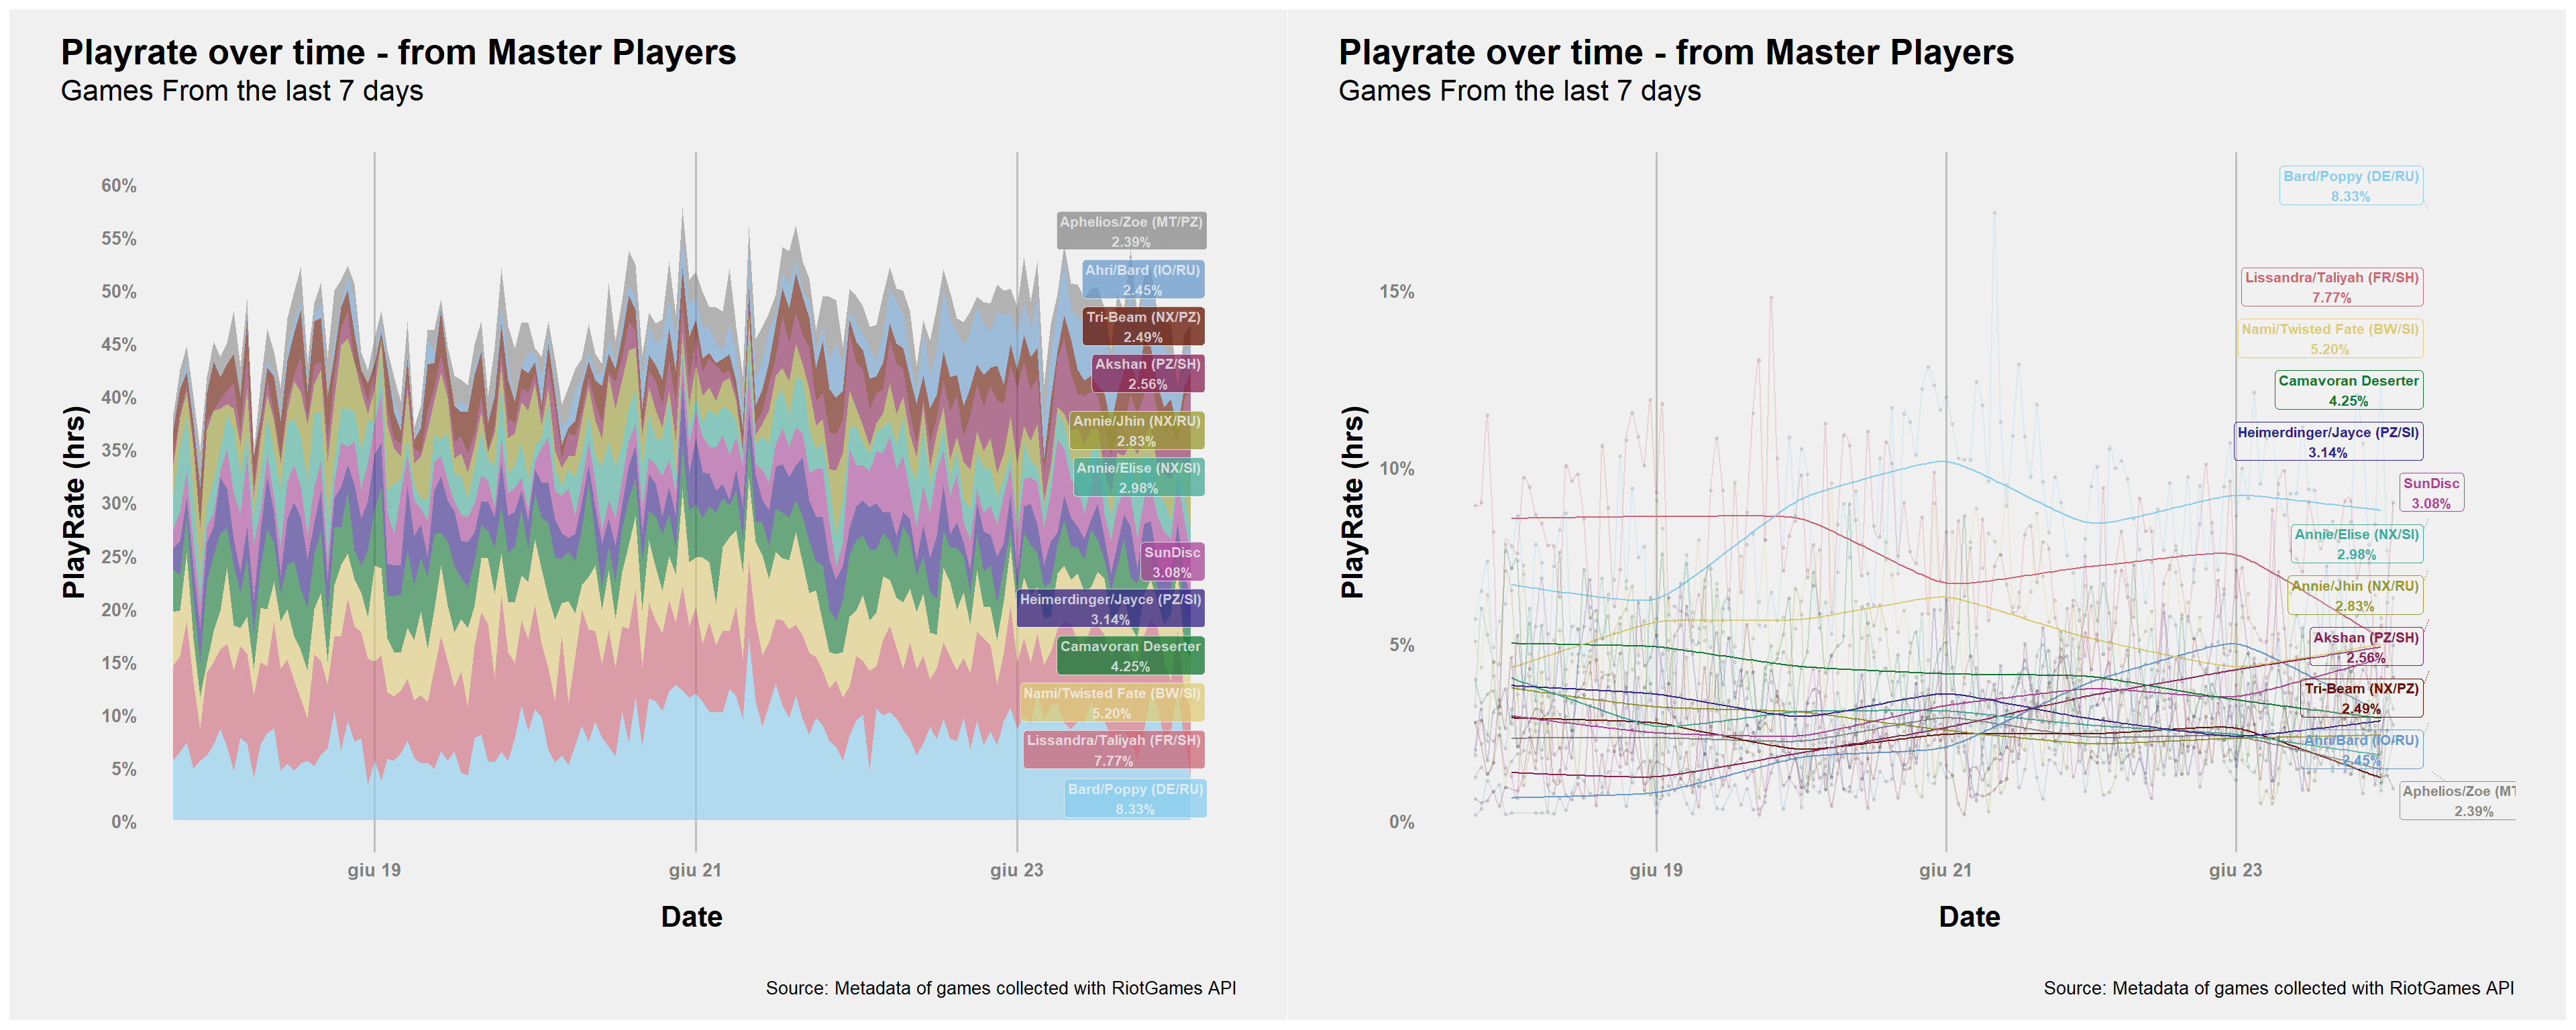 Playrate over time - from Master Players
Games From the last 7 days
PlayRate (hrs)
60%
55%
50%
45%
40%
35%
30%
25%
20%
15%
10%
5%
0%
Aphelios/Zoe (MT/PZ)
2.39%
Ahri/Bard (IO/RU)
2.45%
Tri-Beam (NX/PZ)
2.49%
Akshan (PZ/SH)
2.56%
Annie/Jhin (NX/RU)
2.83%
Annie/Elise (NX/SI)
2.98%
SunDisc
3.08%
Heimerdinger/Jayce (PZ/SI)
3.14%
Camavoran Deserter
4.25%
Nami/Twisted Fate (BW/SI)
5.20%
Lissandra/Taliyah (FR/SH)
7.77%
Bard/Poppy (DE/RU)
8.33%
giu 19
giu 21
giu 23
Date
Source: Metadata of games collected with RiotGames API
Playrate over time - from Master Players
Games From the last 7 days
PlayRate (hrs)
15%
10%
5%
0%
Bard/Poppy (DE/RU)
8.33%
Lissandra/Taliyah (FR/SH)
7.77%
Nami/Twisted Fate (BW/SI)
5.20%
Camavoran Deserter
4.25%
Heimerdinger/Jayce (PZ/SI)
3.14%
SunDisc
3.08%
Annie/Elise (NX/SI)
2.98%
Annie/Jhin (NX/RU)
2.83%
Akshan (PZ/SH)
2.56%
Tri-Beam (NX/PZ)
2.49%
Ahri/Bard (IO/RU)
2.45%
Aphelios/Zoe (MT
2.39%
giu 19
giu 21
giu 23
Date
Source: Metadata of games collected with RiotGames API